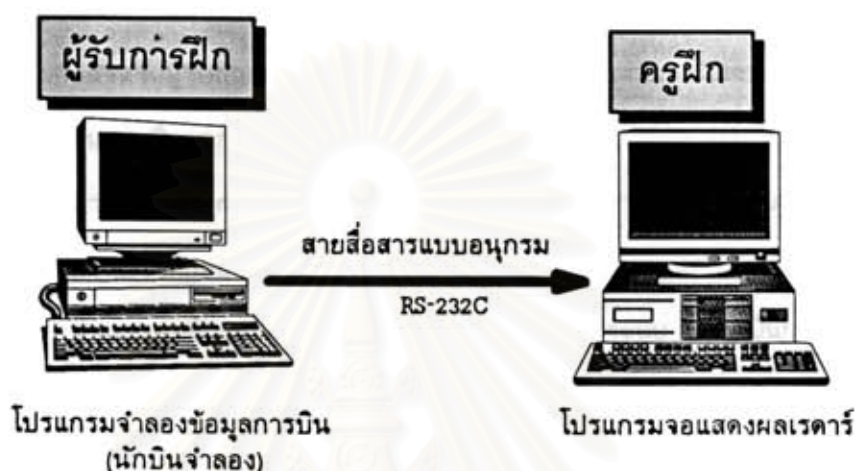 ผู้รับการฝึก
ครูฝึก
สายสื่อสารแบบอนุกรม
RS-232C
โปรแกรมจำลองข้อมูลการบิน
(นักบินจำลอง)
โปรแกรมจอแสดงผลเรดาร์